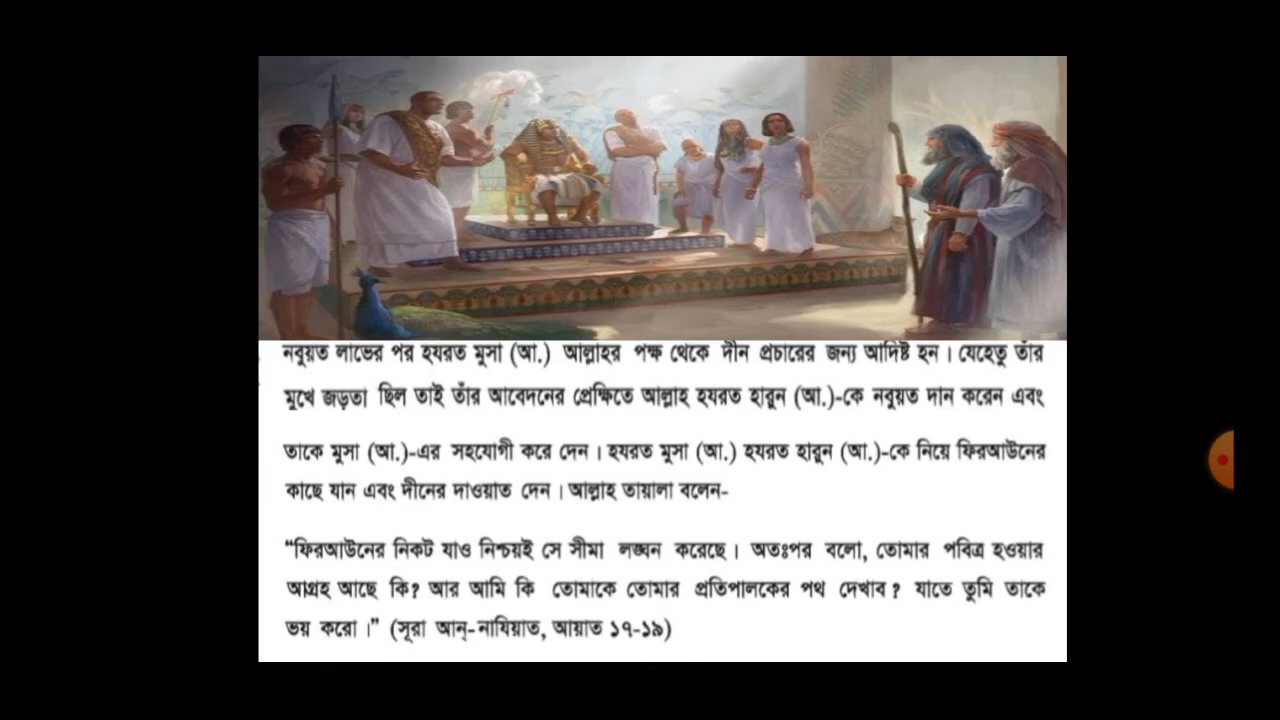 নবুয়ত লাভের পর হযরত মুসা (আ.) আল্লাহর পক্ষ থেকে দীন প্রচারের জন্য আদিষ্ট হন। যেহেতু তাঁর
মুখে জড়তা ছিল তাই তাঁর আবেদনের প্রেক্ষিতে আল্লাহ হযরত হারুন (আ.)-কে নবুয়ত দান করেন এবং
তাকে মুসা (আ.)-এর সহযোগী করে দেন। হযরত মুসা (আ.) হযরত হারুন (আ.)-কে নিয়ে ফিরআউনের
কাছে যান এবং দীনের দাওয়াত দেন। আল্লাহ তায়ালা বলেন-
“ফিরআউনের নিকট যাও নিশ্চয়ই সে সীমা লঙ্ঘন করেছে। অতঃপর বলো, তোমার পবিত্র হওয়ার
আগ্রহ আছে কি? আর আমি কি তোমাকে তোমার প্রতিপালকের পথ দেখাব? যাতে তুমি তাকে
ভয় করো।” (সূরা আন্-নাযিয়াত, আয়াত ১৭-১৯)